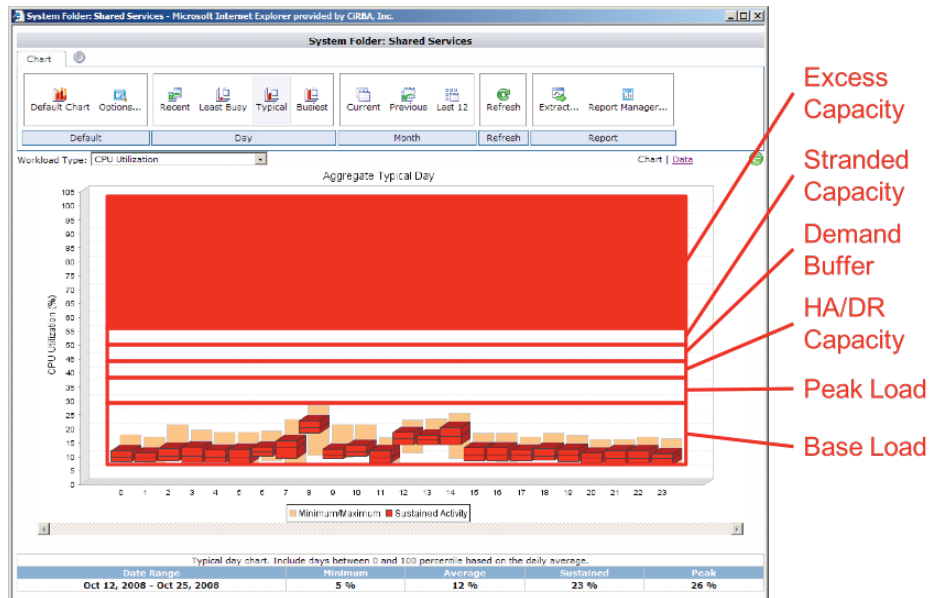 System Folder: Shared Services - Microsoft Internet Explorer provided by CiRBA, Inc.
System Folder: Shared Services
Chart
Default Chart Options... Recent Least Busy Typical Busiest Current Previous Last 12 Refresh Extract... Report Manager...
Default Day Month Refresh Report
Workload Type: CPU Utilization Chart | Data
Aggregate Typical Day
CPU Utilization (%)
105
100
95
90
85
80
75
70
65
60
55
50
45
40
35
30
25
20
15
10
5
0
0 1 2 3 4 5 6 7 8 9 10 11 12 13 14 15 16 17 18 19 20 21 22 23
Minimum/Maximum Sustained Activity
Excess
Capacity
Stranded
Capacity
Demand
Buffer
HA/DR
Capacity
Peak Load
Base Load
Typical day chart. Include days between 0 and 100 percentile based on the daily average.
Date Range Minimum Average Sustained Peak
Oct 12, 2008 - Oct 25, 2008 5 % 12 % 23 % 26 %